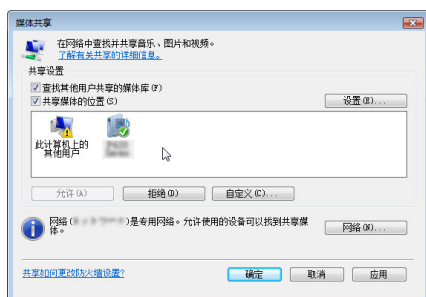 媒体共享
在网络中查找并共享音乐、图片和视频。
了解有关共享的详细信息。
共享设置
查找其他用户共享的媒体库(F)
共享媒体的位置(S)
设置(E)...
此计算机上的
其他用户
Series
允许(A)
拒绝(D)
自定义(C)...
网络(
)是专用网络。允许使用的设备可以找到共享媒
体。
网络(N)...
共享如何更改防火墙设置?
确定
取消
应用